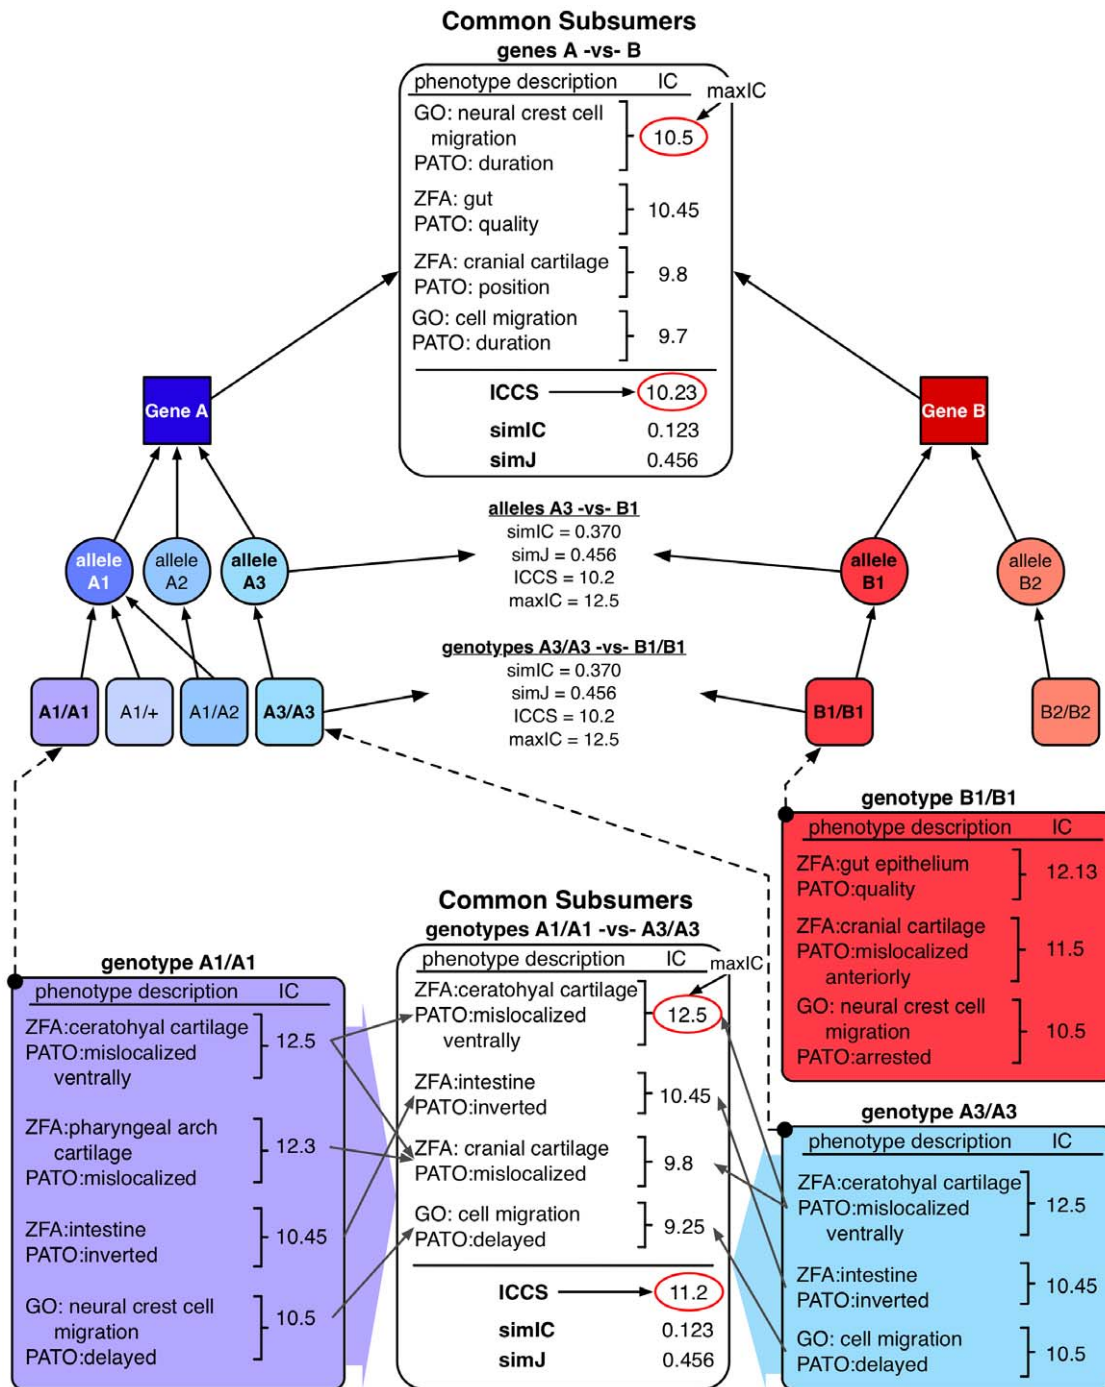 Common Subsumers
genes A -vs- B
phenotype description IC
maxIC
GO: neural crest cell
migration
PATO: duration
10.5
ZFA: gut
PATO: quality
10.45
ZFA: cranial cartilage
PATO: position
9.8
GO: cell migration
PATO: duration
9.7
ICCS 10.23
simIC 0.123
simJ 0.456
Gene A
Gene B
alleles A3 -vs- B1
simIC = 0.370
simJ = 0.456
ICCS = 10.2
maxIC = 12.5
allele
A1
allele
A2
allele
A3
allele
B1
allele
B2
genotypes A3/A3 -vs- B1/B1
simIC = 0.370
simJ = 0.456
ICCS = 10.2
maxIC = 12.5
A1/A1
A1/+
A1/A2
A3/A3
B1/B1
B2/B2
genotype B1/B1
phenotype description IC
ZFA:gut epithelium
PATO:quality
12.13
ZFA:cranial cartilage
PATO:mislocalized
anteriorly
11.5
GO: neural crest cell
migration
PATO:arrested
10.5
Common Subsumers
genotypes A1/A1 -vs- A3/A3
phenotype description IC
maxIC
ZFA:ceratohyal cartilage
PATO:mislocalized
ventrally
12.5
ZFA:intestine
PATO:inverted
10.45
ZFA: cranial cartilage
PATO:mislocalized
9.8
GO: cell migration
PATO:delayed
9.25
ICCS 11.2
simIC 0.123
simJ 0.456
genotype A1/A1
phenotype description IC
ZFA:ceratohyal cartilage
PATO:mislocalized
ventrally
12.5
ZFA:pharyngeal arch
cartilage
PATO:mislocalized
12.3
ZFA:intestine
PATO:inverted
10.45
GO: neural crest cell
migration
PATO:delayed
10.5
genotype A3/A3
phenotype description IC
ZFA:ceratohyal cartilage
PATO:mislocalized
ventrally
12.5
ZFA:intestine
PATO:inverted
10.45
GO: cell migration
PATO:delayed
10.5